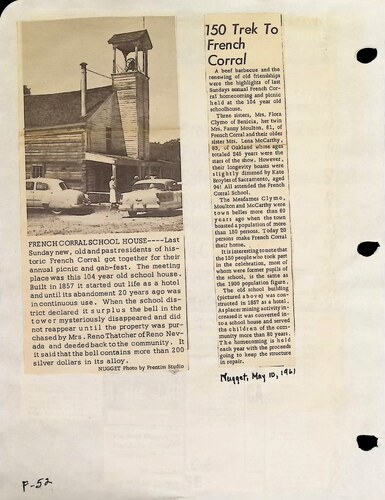 FRENCH CORRAL SCHOOL HOUSE----Last
Sunday new, old and past residents of his-
toric French Corral got together for their
annual picnic and gab-fest. The meeting
place was this 104 year old school house.
Built in 1857 it started out life as a hotel
and until its abandonment 20 years ago was
in continuous use. When the school dis-
trict declared it surplus the bell in the
tower mysteriously disappeared and did
not reappear until the property was pur-
chased by Mrs. Reno Thatcher of Reno Nev-
ada and deeded back to the community. It
it said that the bell contains more than 200
silver dollars in its alloy.
NUGGET Photo by Prentim Studio
150 Trek To
French
Corral
A beef barbecue and the
renewing of old friendships
were the highlights of last
Sundays annual French Cor-
ral homecoming and picnic
held at the 104 year old
schoolhouse.
Three sisters, Mrs. Flora
Clymo of Benicia, her twin
Mrs. Fanny Moulton, 81, of
French Corral and their older
sister Mrs. Lena McCarthy,
83, of Oakland whose ages
totaled 245 years were the
stars of the show. However,
their longevity boasts were
slightly dimmed by Kate
Broyles of Sacramento, aged
94! All attended the French
Corral School.
The Mesdames Clymo,
Moulton and McCarthy were
town belles more than 60
years ago when the town
boasted a population of more
than 150 persons. Today 20
persons make French Corral
their home.
It is interesting to note that
the 150 people who took part
in the celebration, most of
whom were former pupils of
the school, is the same as
the 1900 population figure.
The old school building
(pictured above) was con-
structed in 1857 as a hotel.
As placer mining activity in-
creased it was converted in-
to a school house and served
the children of the com-
munity more than 80 years.
The homecoming is held
each year with the proceeds
going to keep the structure
in repair.
Nugget, May 10, 1961
P-52